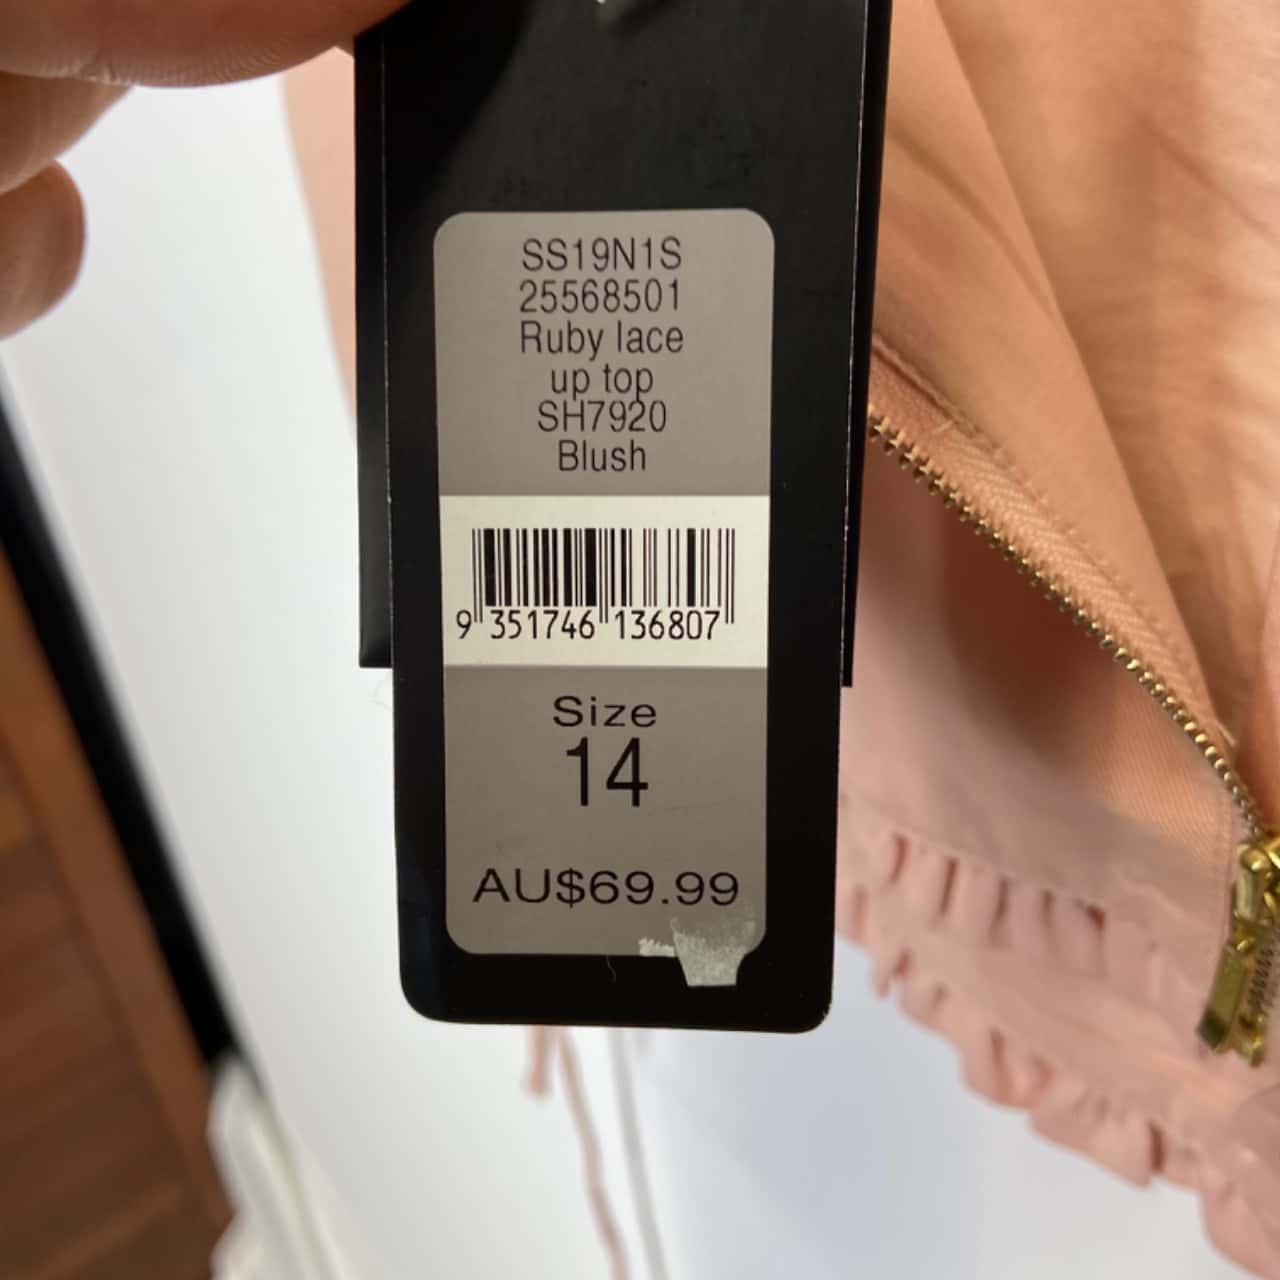 SS19N1S
25568501
Ruby lace
up top
SH7920
Blush
9 351746 136807
Size
14
AU$69.99